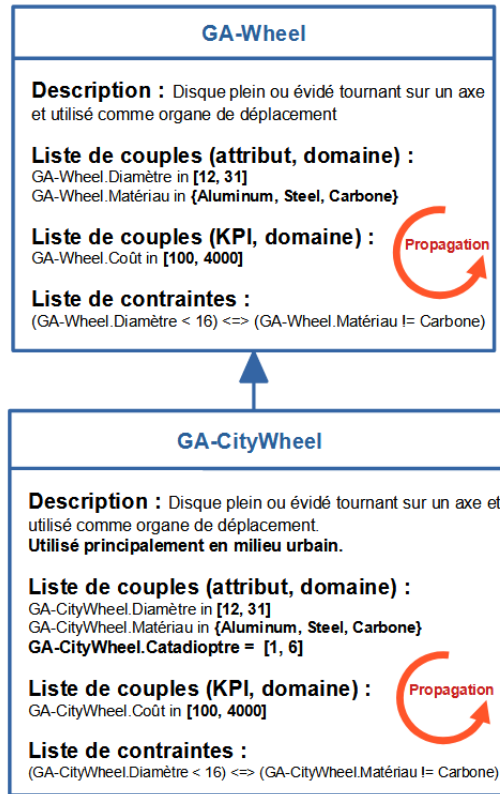 GA-Wheel
Description : Disque plein ou évidé tournant sur un axe
et utilisé comme organe de déplacement
Liste de couples (attribut, domaine) :
GA-Wheel.Diamètre in [12, 31]
GA-Wheel.Matériau in {Aluminum, Steel, Carbone}
Liste de couples (KPI, domaine) :
GA-Wheel.Coût in [100, 4000]
Propagation
Liste de contraintes :
(GA-Wheel.Diamètre < 16) <=> (GA-Wheel.Matériau != Carbone)
GA-CityWheel
Description : Disque plein ou évidé tournant sur un axe et
utilisé comme organe de déplacement.
Utilisé principalement en milieu urbain.
Liste de couples (attribut, domaine) :
GA-CityWheel.Diamètre in [12, 31]
GA-CityWheel.Matériau in {Aluminum, Steel, Carbone}
GA-CityWheel.Catadioptre = [1, 6]
Liste de couples (KPI, domaine) :
GA-CityWheel.Coût in [100, 4000]
Propagation
Liste de contraintes :
(GA-CityWheel.Diamètre < 16) <=> (GA-CityWheel.Matériau != Carbone)